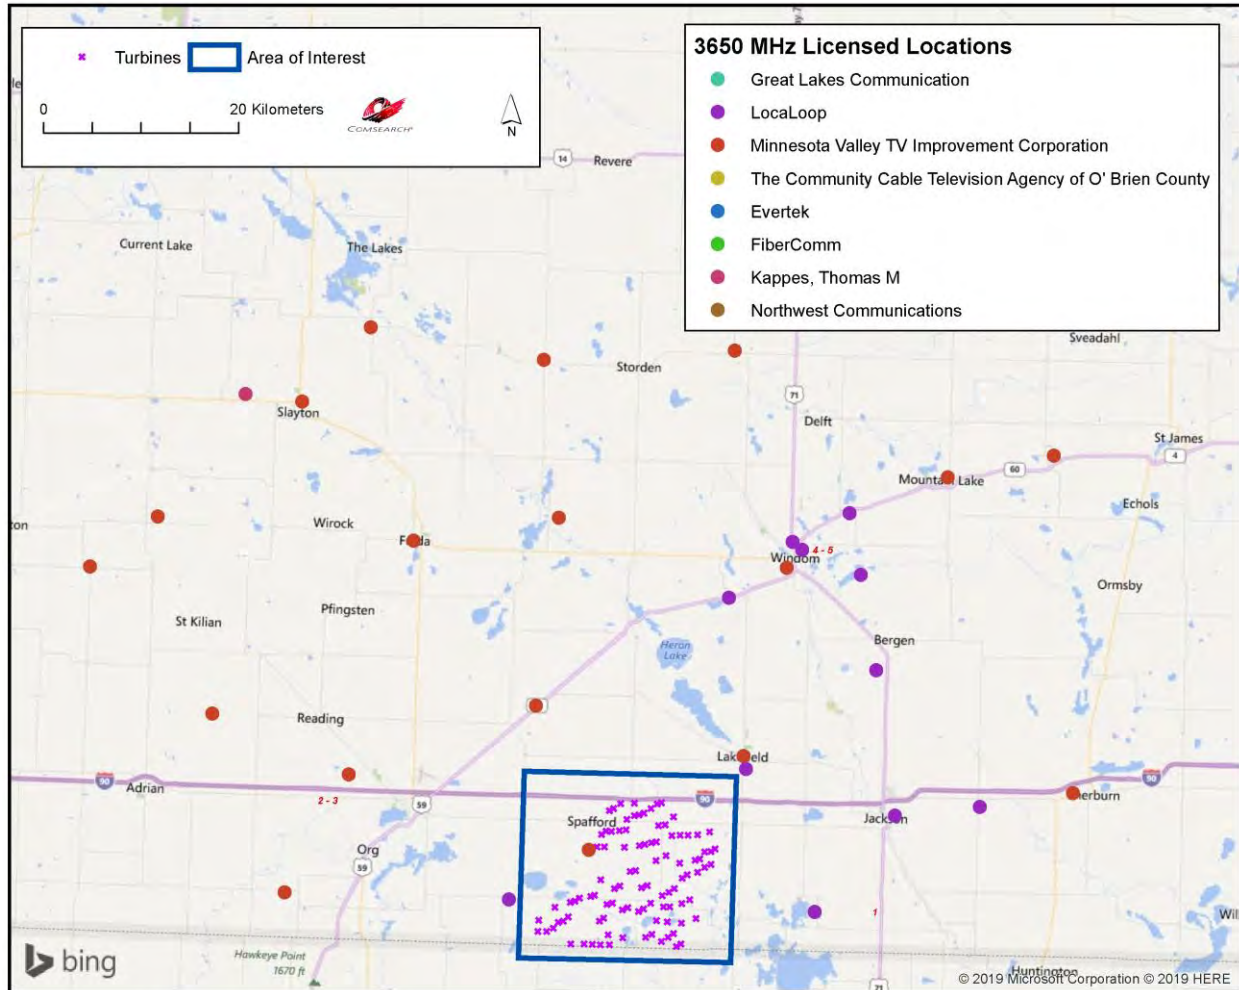 Turbines
Area of Interest
0
20 Kilometers
COMSEARCH
N
3650 MHz Licensed Locations
Great Lakes Communication
LocaLoop
Minnesota Valley TV Improvement Corporation
The Community Cable Television Agency of O' Brien County
Evertek
FiberComm
Kappes, Thomas M
Northwest Communications
14
Revere
Current Lake
The Lakes
Sveadahl
Storden
71
Slayton
Delft
St James
4
60
Mountain Lake
Echols
Wirock
4 - 5
Windom
Ormsby
Pfingsten
St Kilian
Bergen
Heron
Lake
Reading
90
Adrian
2 - 3
59
90
90
Spafford
Org
59
1
Hawkeye Point
1670 ft
Huntington
71
bing
© 2019 Microsoft Corporation © 2019 HERE